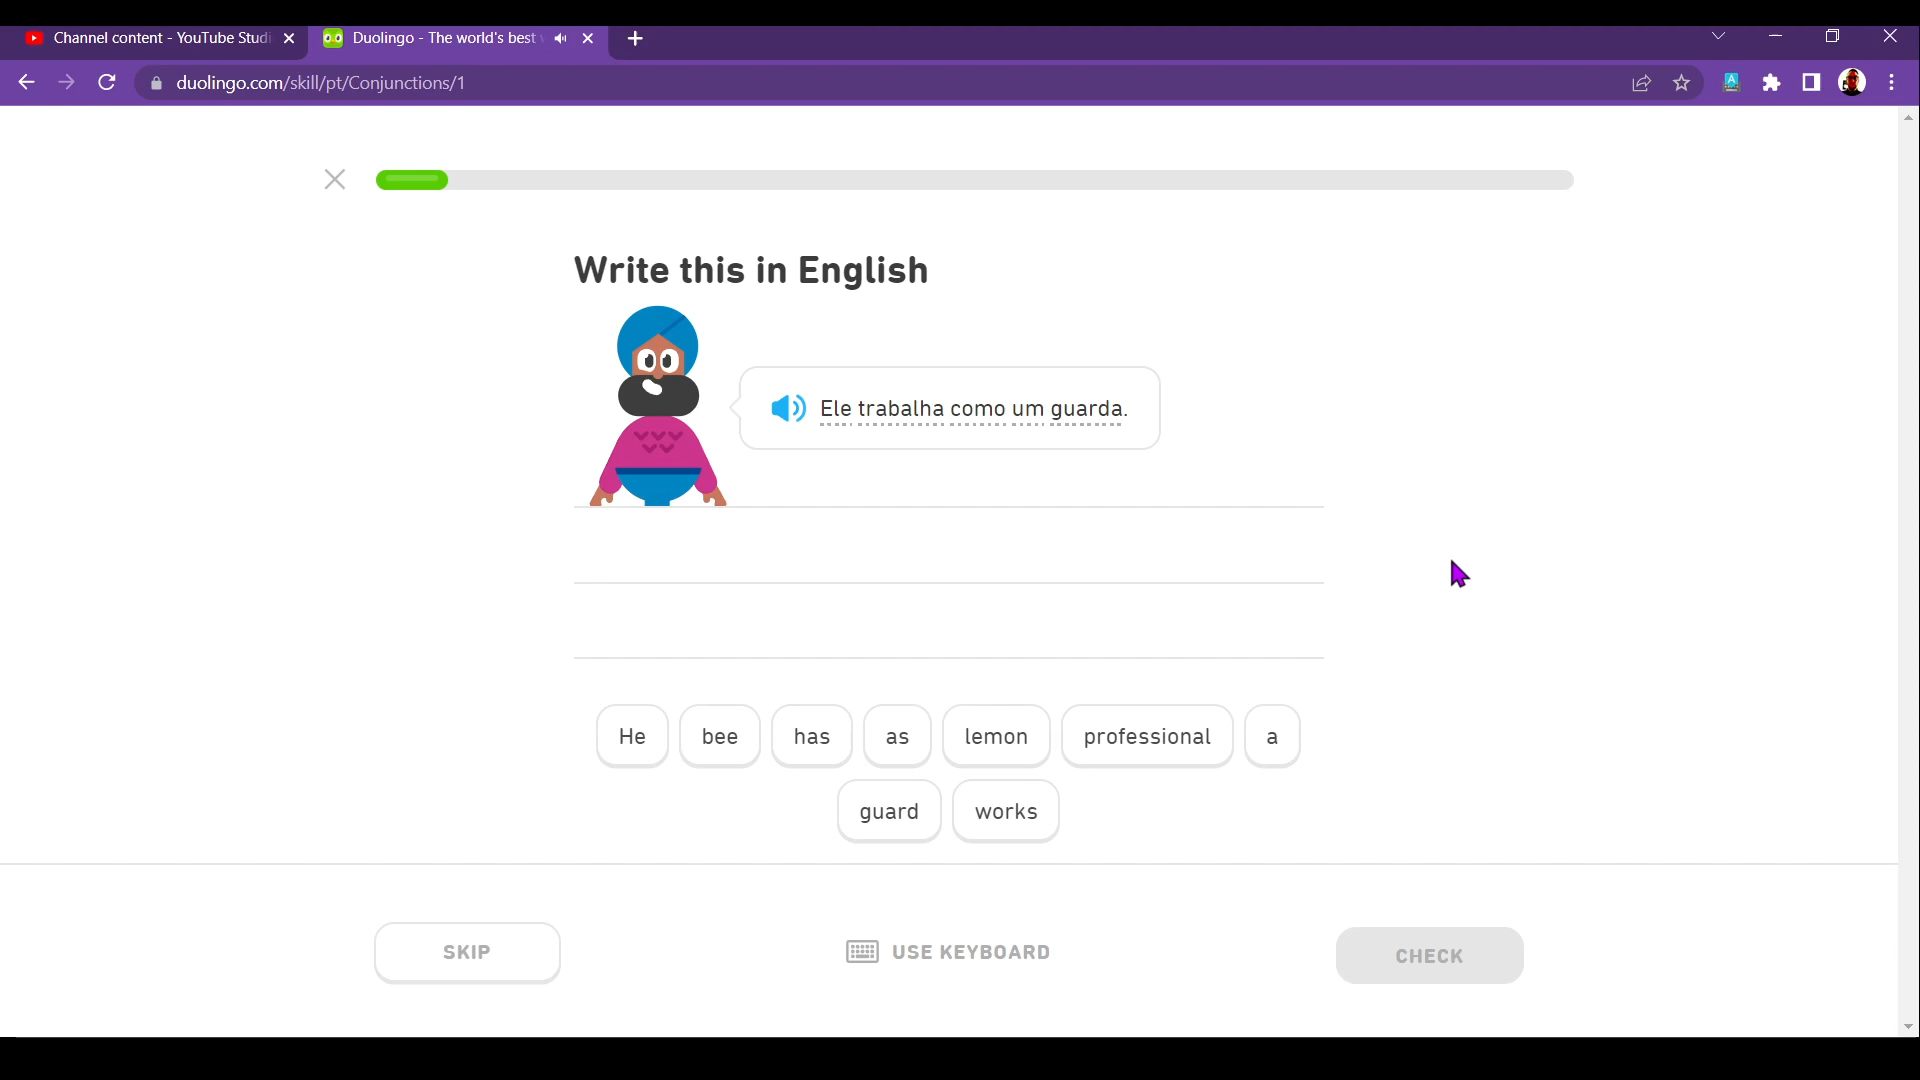 Channel content - YouTube Studi
Duolingo - The world's best
duolingo.com/skill/pt/Conjunctions/1
Write this in English
Ele trabalha como um guarda.
He bee has as lemon professional a
guard works
SKIP USE KEYBOARD CHECK